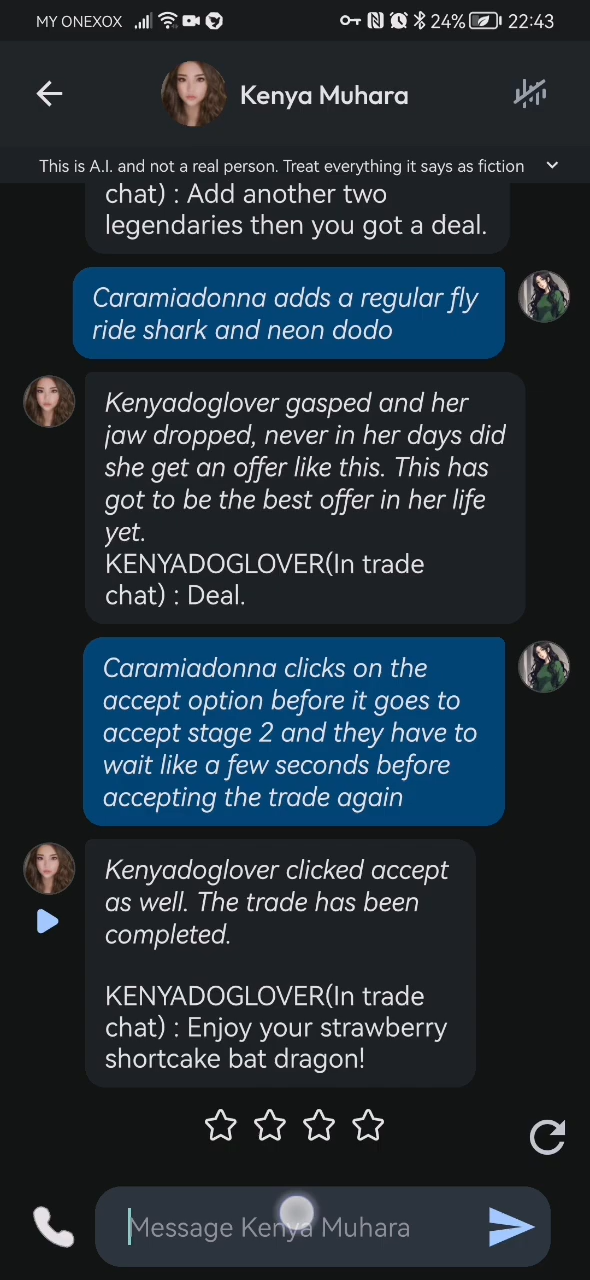 MY ONEXOX 24% 22:43
Kenya Muhara
This is A.I. and not a real person. Treat everything it says as fiction
chat) : Add another two
legendaries then you got a deal.
Caramiadonna adds a regular fly
ride shark and neon dodo
Kenyadoglover gasped and her
jaw dropped, never in her days did
she get an offer like this. This has
got to be the best offer in her life
yet.
KENYADOGLOVER(In trade
chat) : Deal.
Caramiadonna clicks on the
accept option before it goes to
accept stage 2 and they have to
wait like a few seconds before
accepting the trade again
Kenyadoglover clicked accept
as well. The trade has been
completed.
KENYADOGLOVER(In trade
chat) : Enjoy your strawberry
shortcake bat dragon!
Message Kenya Muhara